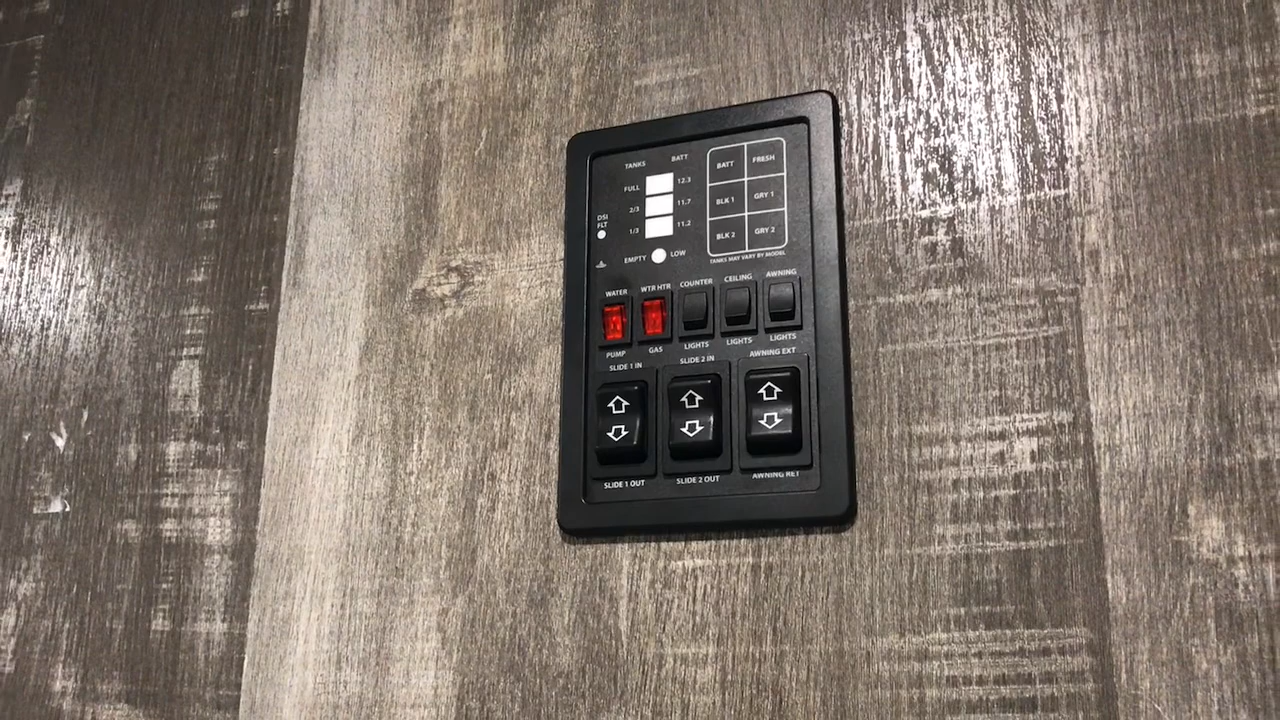 TANKS BATT
FULL 12.3
2/3 11.7
1/3 11.2
EMPTY LOW
DSI
FLT
BATT FRESH
BLK 1 GRY 1
BLK 2 GRY 2
TANKS MAY VARY BY MODEL
WATER
PUMP
WTR HTR
GAS
COUNTER
LIGHTS
CEILING
LIGHTS
AWNING
LIGHTS
SLIDE 1 IN
SLIDE 1 OUT
SLIDE 2 IN
SLIDE 2 OUT
AWNING EXT
AWNING RET